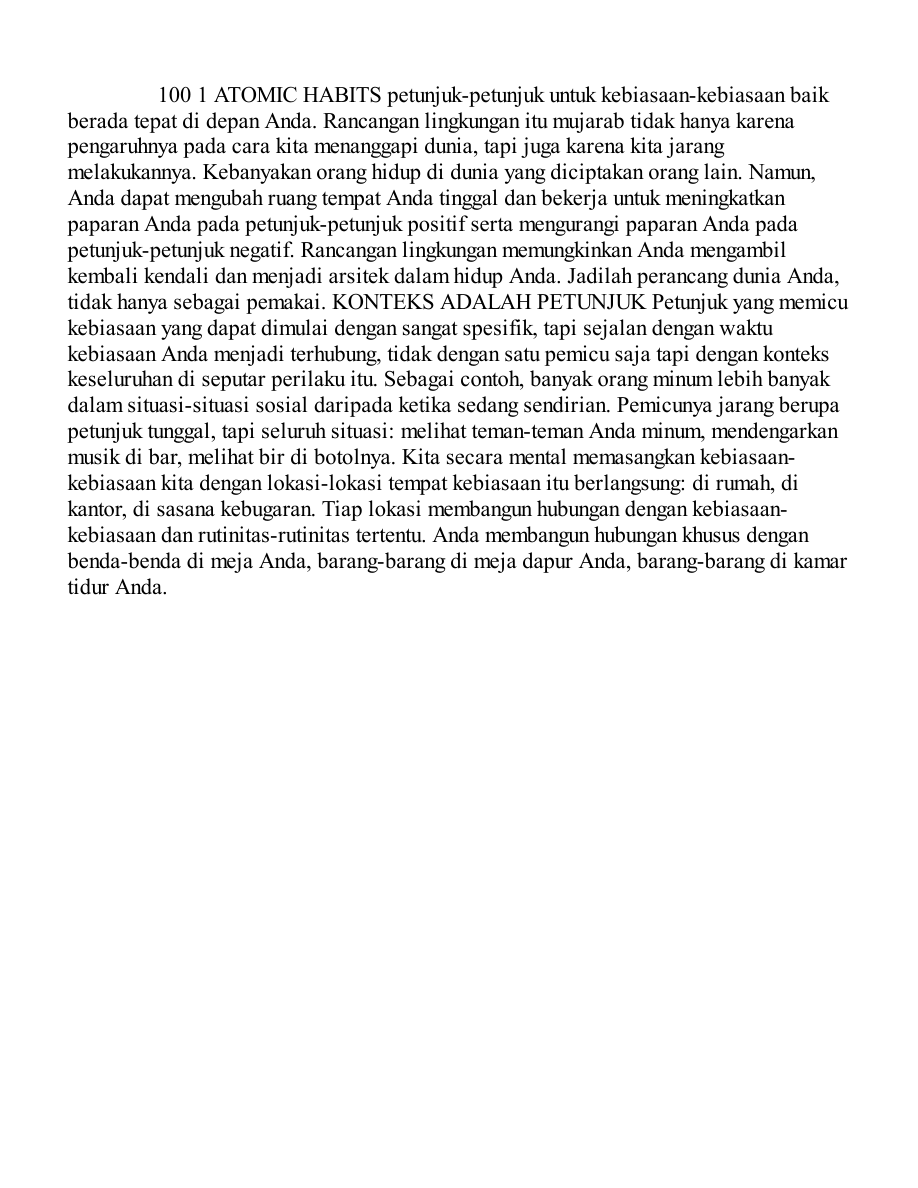 100 1 ATOMIC HABITS petunjuk-petunjuk untuk kebiasaan-kebiasaan baik
berada tepat di depan Anda. Rancangan lingkungan itu mujarab tidak hanya karena
pengaruhnya pada cara kita menanggapi dunia, tapi juga karena kita jarang
melakukannya. Kebanyakan orang hidup di dunia yang diciptakan orang lain. Namun,
Anda dapat mengubah ruang tempat Anda tinggal dan bekerja untuk meningkatkan
paparan Anda pada petunjuk-petunjuk positif serta mengurangi paparan Anda pada
petunjuk-petunjuk negatif. Rancangan lingkungan memungkinkan Anda mengambil
kembali kendali dan menjadi arsitek dalam hidup Anda. Jadilah perancang dunia Anda,
tidak hanya sebagai pemakai. KONTEKS ADALAH PETUNJUK Petunjuk yang memicu
kebiasaan yang dapat dimulai dengan sangat spesifik, tapi sejalan dengan waktu
kebiasaan Anda menjadi terhubung, tidak dengan satu pemicu saja tapi dengan konteks
keseluruhan di seputar perilaku itu. Sebagai contoh, banyak orang minum lebih banyak
dalam situasi-situasi sosial daripada ketika sedang sendirian. Pemicunya jarang berupa
petunjuk tunggal, tapi seluruh situasi: melihat teman-teman Anda minum, mendengarkan
musik di bar, melihat bir di botolnya. Kita secara mental memasangkan kebiasaan-
kebiasaan kita dengan lokasi-lokasi tempat kebiasaan itu berlangsung: di rumah, di
kantor, di sasana kebugaran. Tiap lokasi membangun hubungan dengan kebiasaan-
kebiasaan dan rutinitas-rutinitas tertentu. Anda membangun hubungan khusus dengan
benda-benda di meja Anda, barang-barang di meja dapur Anda, barang-barang di kamar
tidur Anda.